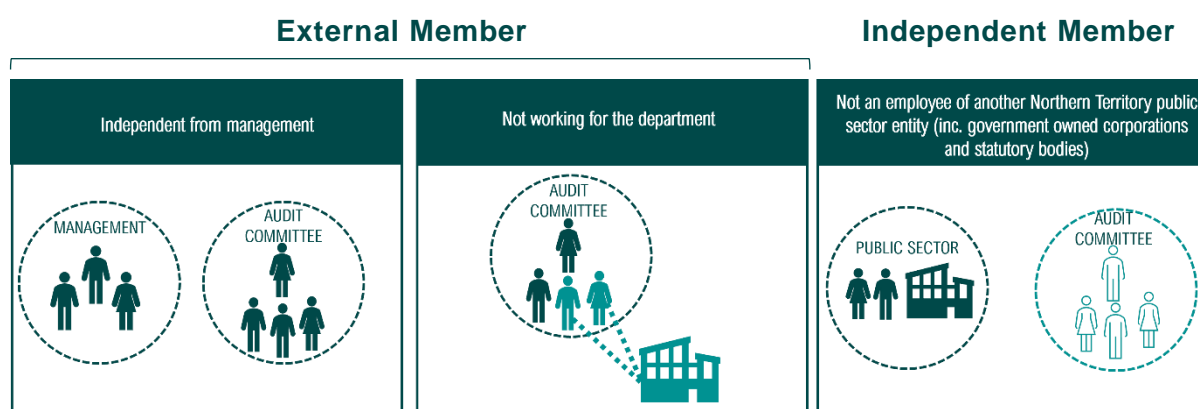 External Member
Independent Member
Independent from management
Not working for the department
Not an employee of another Northern Territory public
sector entity (inc. government owned corporations
and statutory bodies)
MANAGEMENT
AUDIT
COMMITTEE
AUDIT
COMMITTEE
PUBLIC SECTOR
AUDIT
COMMITTEE